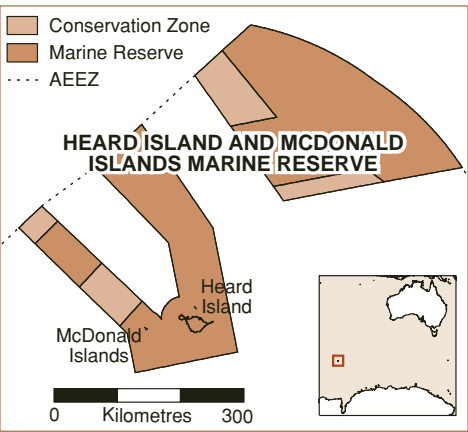 Conservation Zone
Marine Reserve
AEEZ
HEARD ISLAND AND MCDONALD
ISLANDS MARINE RESERVE
Heard
Island
McDonald
Islands
0 Kilometres 300